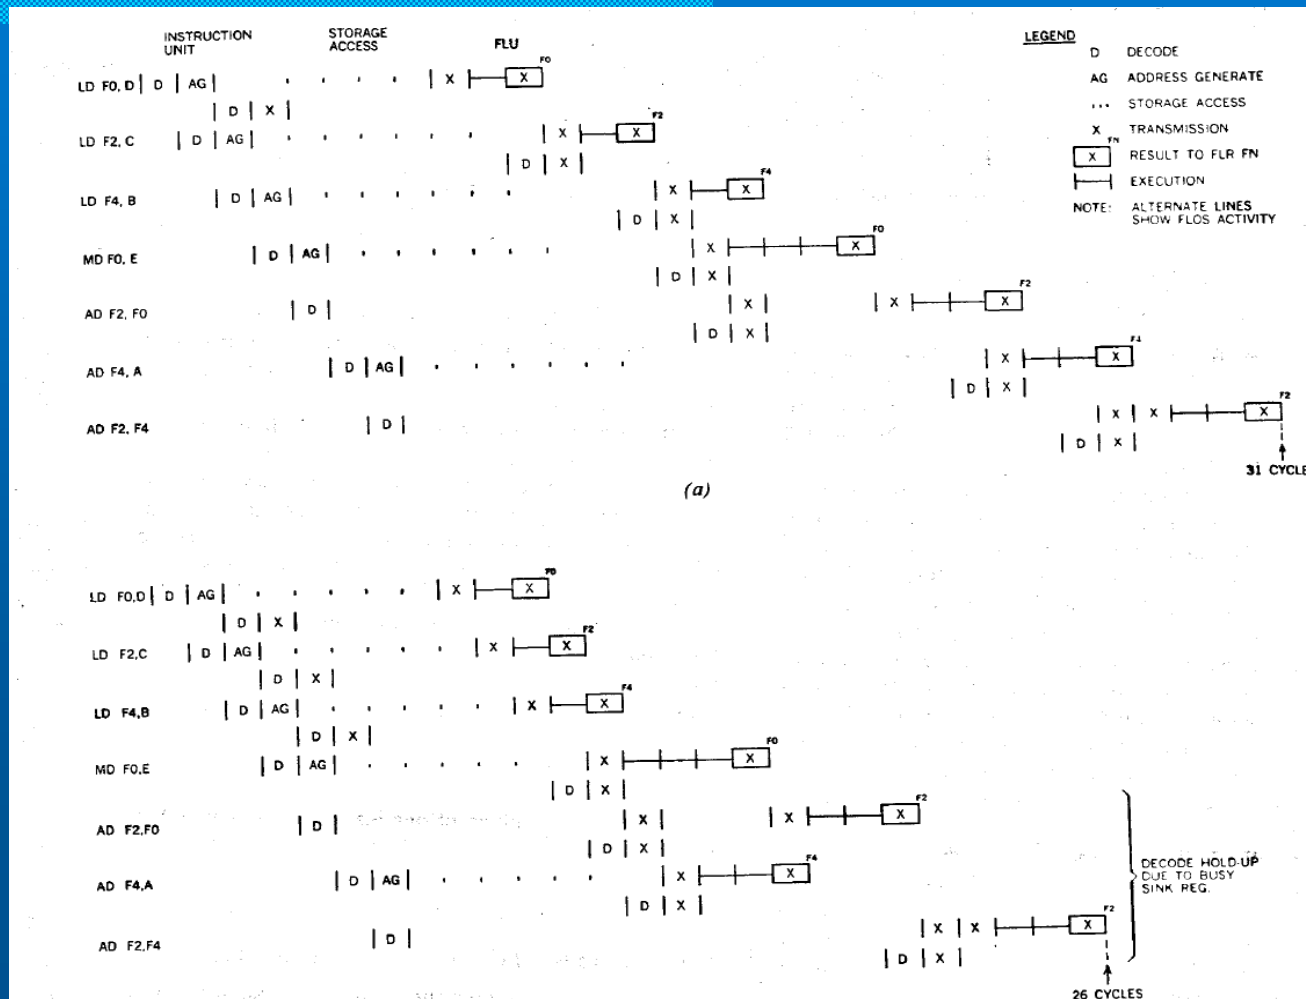 INSTRUCTION UNIT
STORAGE ACCESS
FLU
LEGEND
D DECODE
AG ADDRESS GENERATE
... STORAGE ACCESS
X TRANSMISSION
FN
X RESULT TO FLR FN
EXECUTION
NOTE: ALTERNATE LINES
SHOW FLOS ACTIVITY
F0
LD F0, D | D | AG | . . . . | X X
| D | X |
F2
LD F2, C | D | AG | . . . . . . | X | X
| D | X |
F4
LD F4, B | D | AG | . . . . . . | X X
| D | X |
F0
MD F0, E | D | AG | . . . . . . | X X
| D | X |
F2
AD F2, F0 | D | | X | | X X
| D | X |
AD F4, A | D | AG | . . . . . . | X X
| D | X |
F2
AD F2, F4 | D | | X | X X
| D | X |
31 CYCLE
(a)
F0
LD F0,D | D | AG | . . . . . | X X
| D | X |
F2
LD F2,C | D | AG | . . . . . | X X
| D | X |
F4
LD F4,B | D | AG | . . . . . | X X
| D | X |
F0
MD F0,E | D | AG | . . . . . | X X
| D | X |
F2
AD F2,F0 | D | | X | | X X
| D | X |
F4
AD F4,A | D | AG | . . . . . | X X
| D | X |
F2
AD F2,F4 | D | | X | X X
| D | X |
DECODE HOLD-UP
DUE TO BUSY
SINK REG.
26 CYCLES